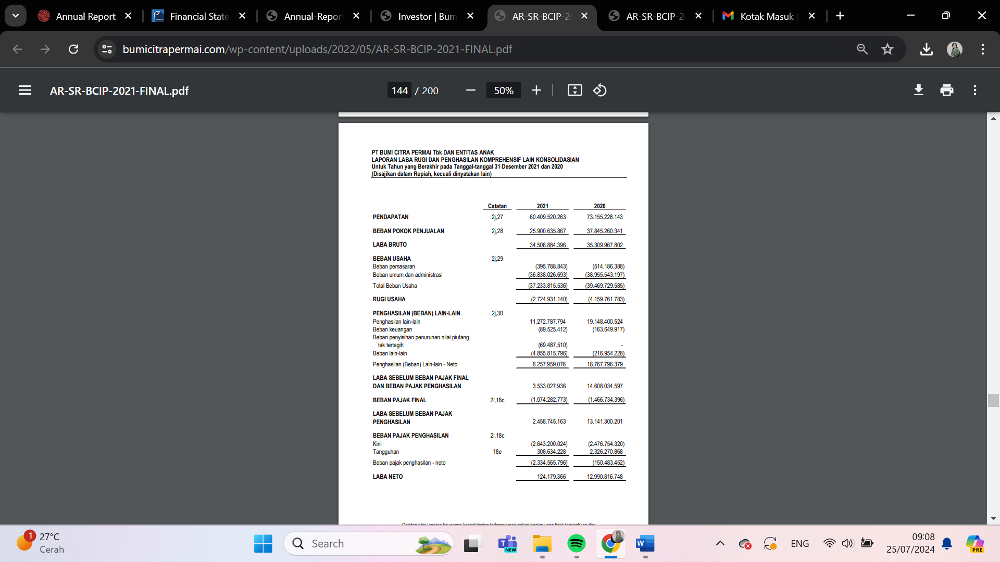 Annual Report
Financial State
Annual-Repor
Investor | Bum
AR-SR-BCIP-2
AR-SR-BCIP-2
Kotak Masuk (
bumicitrapermai.com/wp-content/uploads/2022/05/AR-SR-BCIP-2021-FINAL.pdf
AR-SR-BCIP-2021-FINAL.pdf
144 / 200
50%
PT BUMI CITRA PERMAI Tbk DAN ENTITAS ANAK
LAPORAN LABA RUGI DAN PENGHASILAN KOMPREHENSIF LAIN KONSOLIDASIAN
Untuk Tahun yang Berakhir pada Tanggal-tanggal 31 Desember 2021 dan 2020
(Disajikan dalam Rupiah, kecuali dinyatakan lain)
Catatan 2021 2020
PENDAPATAN 2j,27 60.409.520.263 73.155.228.143
BEBAN POKOK PENJUALAN 2j,28 25.900.635.867 37.845.260.341
LABA BRUTO 34.508.884.396 35.309.967.802
BEBAN USAHA 2j,29
Beban pemasaran (395.788.843) (514.186.388)
Beban umum dan administrasi (36.838.026.693) (38.955.543.197)
Total Beban Usaha (37.233.815.536) (39.469.729.585)
RUGI USAHA (2.724.931.140) (4.159.761.783)
PENGHASILAN (BEBAN) LAIN-LAIN 2j,30
Penghasilan lain-lain 11.272.787.794 19.148.400.524
Beban keuangan (89.525.412) (163.649.917)
Beban penyisihan penurunan nilai piutang
tak tertagih (69.487.510) -
Beban lain-lain (4.855.815.796) (216.954.228)
Penghasilan (Beban) Lain-lain - Neto 6.257.959.076 18.767.796.379
LABA SEBELUM BEBAN PAJAK FINAL
DAN BEBAN PAJAK PENGHASILAN 3.533.027.936 14.608.034.597
BEBAN PAJAK FINAL 2l,18c (1.074.282.773) (1.466.734.396)
LABA SEBELUM BEBAN PAJAK
PENGHASILAN 2.458.745.163 13.141.300.201
BEBAN PAJAK PENGHASILAN 2l,18c
Kini (2.643.200.024) (2.476.754.320)
Tangguhan 18e 308.634.228 2.326.270.868
Beban pajak penghasilan - neto (2.334.565.796) (150.483.452)
LABA NETO 124.179.366 12.990.816.748
1
27°C
Cerah
Search
NEW
ENG
09:08
25/07/2024
PRE